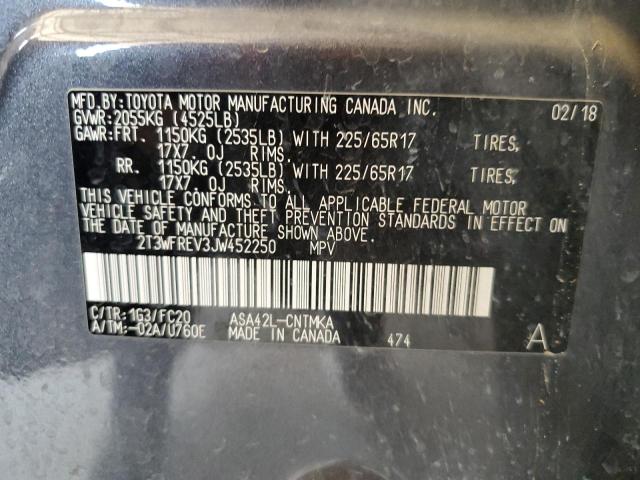 MFD.BY:TOYOTA MOTOR MANUFACTURING CANADA INC. 02/18
GVWR:2055KG (4525LB)
GAWR:FRT. 1150KG (2535LB) WITH 225/65R17 TIRES,
17X7. OJ RIMS.
RR. 1150KG (2535LB) WITH 225/65R17 TIRES,
17X7. OJ RIMS.
THIS VEHICLE CONFORMS TO ALL APPLICABLE FEDERAL MOTOR
VEHICLE SAFETY AND THEFT PREVENTION STANDARDS IN EFFECT ON
THE DATE OF MANUFACTURE SHOWN ABOVE.
2T3WFREV3JW452250 MPV
C/TR:1G3/FC20 ASA42L-CNTMKA
A/TM:-02A/U760E MADE IN CANADA 474 A